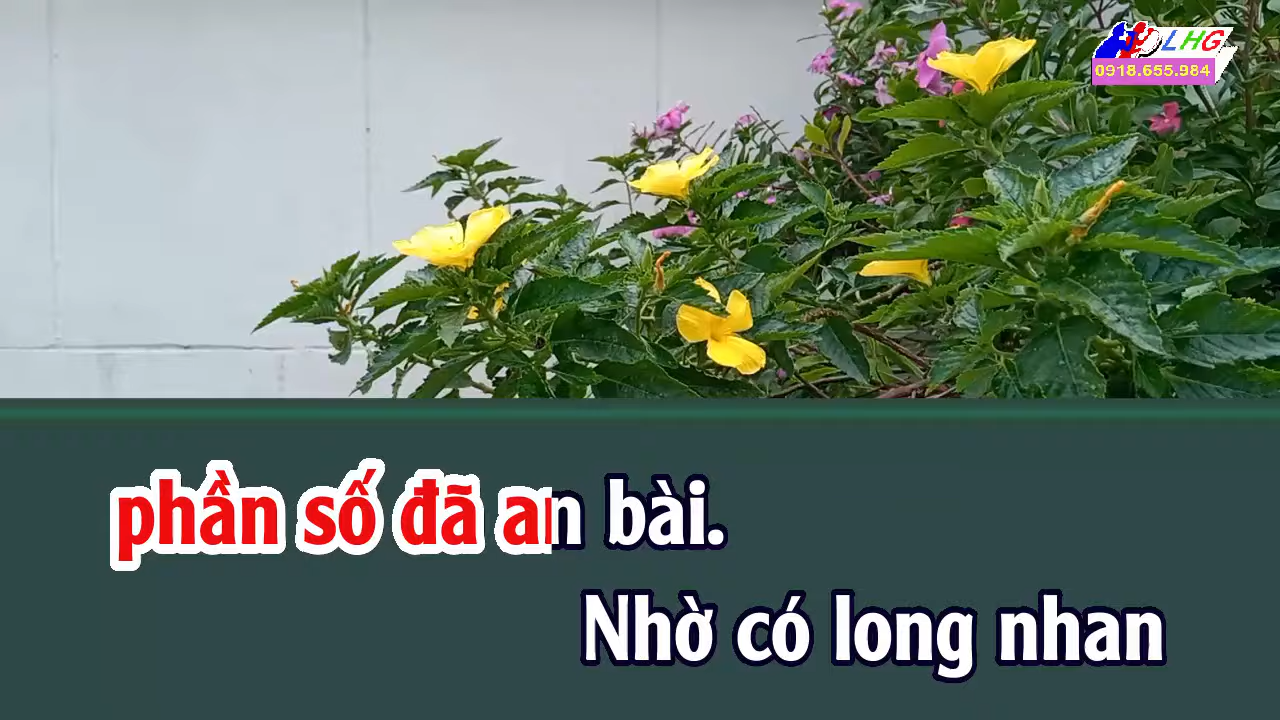 LHG
0918.655.984
phần số đã an bài.
Nhờ có long nhan